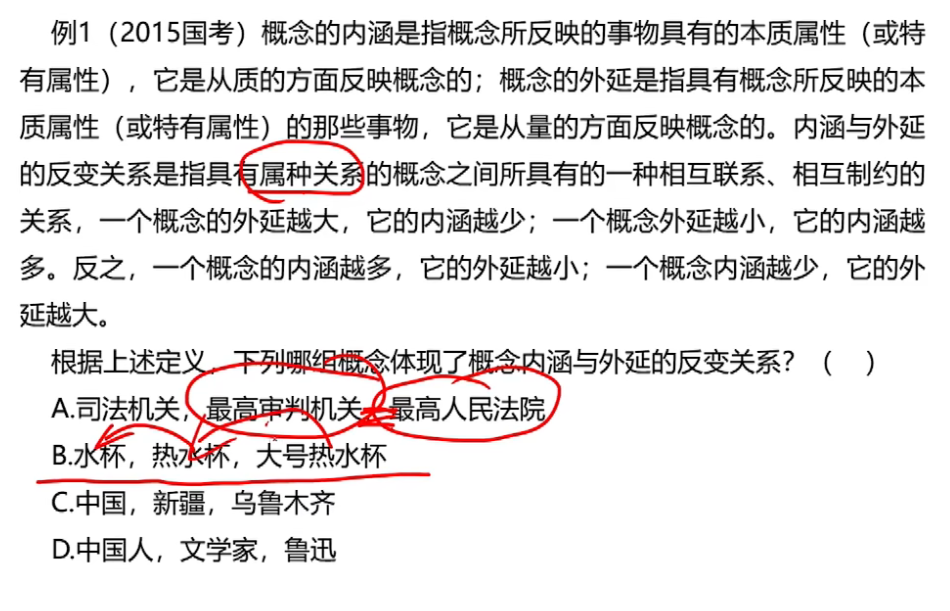 例1（2015国考）概念的内涵是指概念所反映的事物具有的本质属性（或特
有属性），它是从质的方面反映概念的；概念的外延是指具有概念所反映的本
质属性（或特有属性）的那些事物，它是从量的方面反映概念的。内涵与外延
的反变关系是指具有属种关系的概念之间所具有的一种相互联系、相互制约的
关系，一个概念的外延越大，它的内涵越少；一个概念外延越小，它的内涵越
多。反之，一个概念的内涵越多，它的外延越小；一个概念内涵越少，它的外
延越大。
根据上述定义，下列哪组概念体现了概念内涵与外延的反变关系？（ ）
A.司法机关，最高审判机关，最高人民法院
B.水杯，热水杯，大号热水杯
C.中国，新疆，乌鲁木齐
D.中国人，文学家，鲁迅